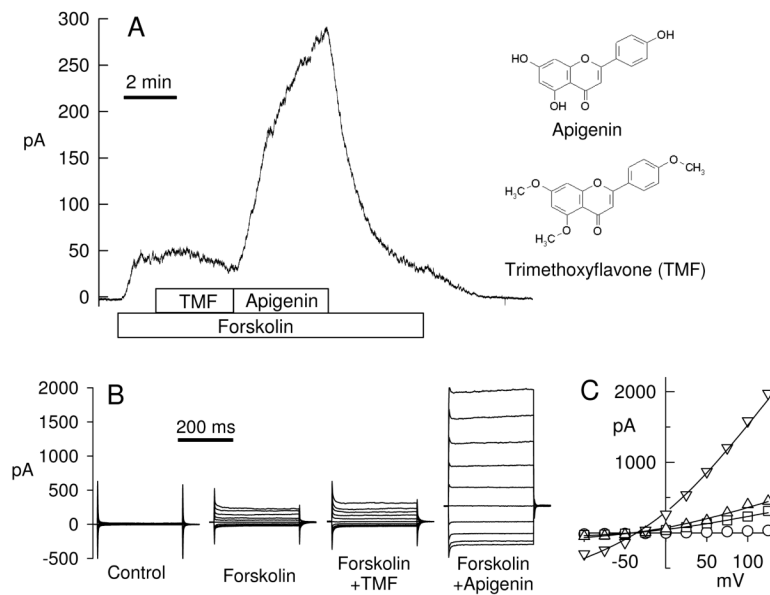 A
300
250
200
150
100
50
0
pA
2 min
TMF
Apigenin
Forskolin
OH
HO
O
OH
O
Apigenin
O
CH₃
H₃C
O
O
O
H₃C
O
Trimethoxyflavone (TMF)
B
2000
1500
1000
500
0
-500
pA
200 ms
Control
Forskolin
Forskolin
+TMF
Forskolin
+Apigenin
C
2000
pA
1000
-50
50
100
mV